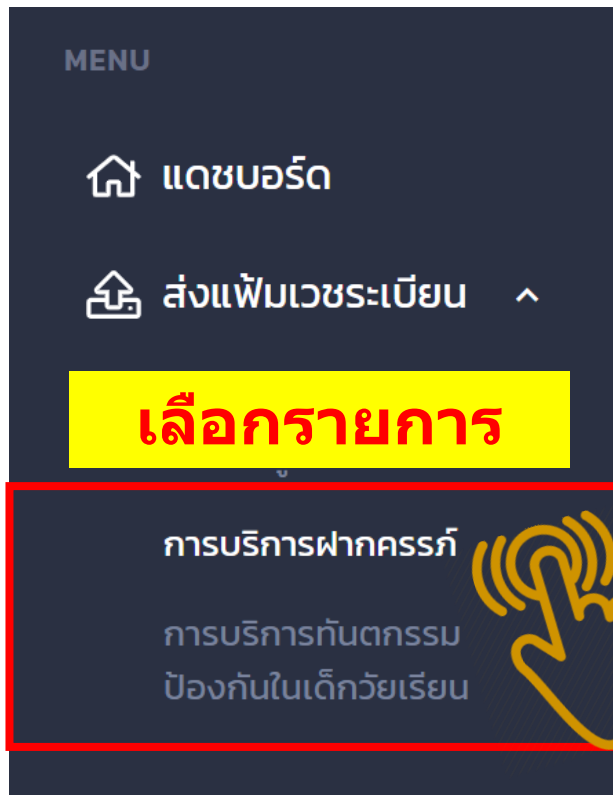 MENU
แดชบอร์ด
ส่งแฟ้มเวชระเบียน
เลือกรายการ
การบริการฝากครรภ์
การบริการทันตกรรม
ป้องกันในเด็กวัยเรียน